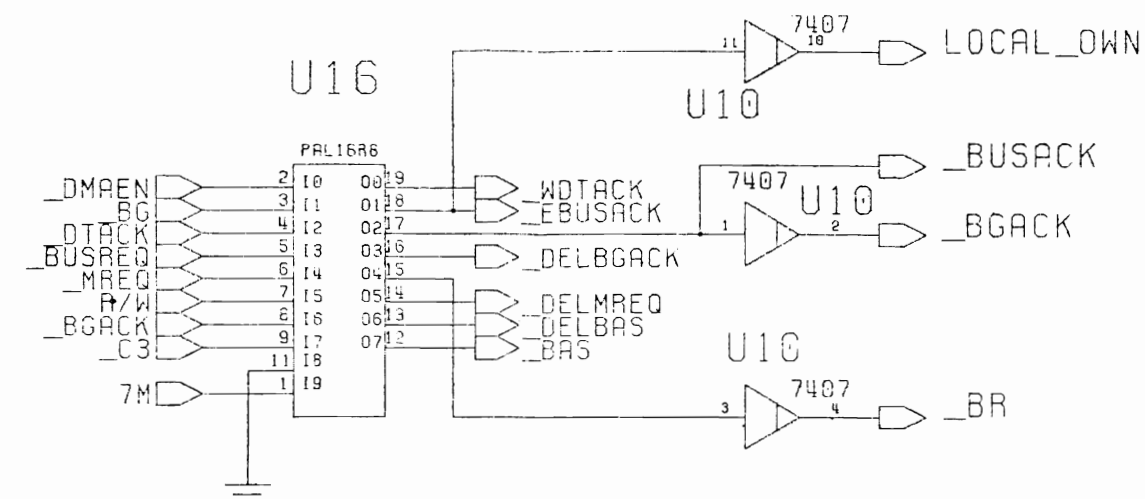 7407
11
10
LOCAL_OWN
U16
U10
PAL16R6
_BUSACK
_DMAEN 2 I0 O0 19 _WDTACK
7407
U10
_BG 3 I1 O1 18 _EBUSACK
_DTACK 4 I2 O2 17
1
2
_BGACK
_BUSREQ 5 I3 O3 16 _DELBGACK
_MREQ 6 I4 O4 15
R/W 7 I5 O5 14 _DELMREQ
_BGACK 8 I6 O6 13 _DELBAS
_C3 9 I7 O7 12 _BAS
11 I8
U10
7M 1 I9
7407
3
4
_BR